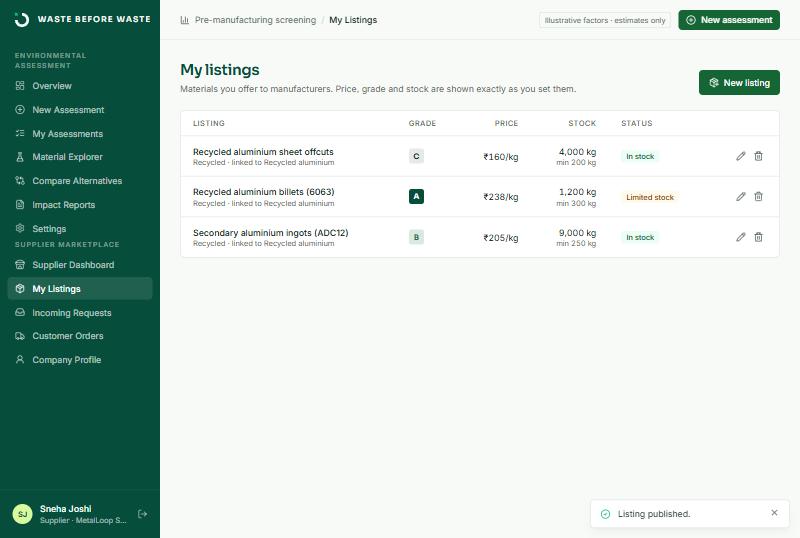 WASTE BEFORE WASTE
ENVIRONMENTAL
ASSESSMENT
Overview
New Assessment
My Assessments
Material Explorer
Compare Alternatives
Impact Reports
Settings
SUPPLIER MARKETPLACE
Supplier Dashboard
My Listings
Incoming Requests
Customer Orders
Company Profile
SJ
Sneha Joshi
Supplier · MetalLoop S...
Pre-manufacturing screening / My Listings
Illustrative factors · estimates only
New assessment
My listings
Materials you offer to manufacturers. Price, grade and stock are shown exactly as you set them.
New listing
LISTING GRADE PRICE STOCK STATUS
Recycled aluminium sheet offcuts
Recycled · linked to Recycled aluminium
C
₹160/kg
4,000 kg
min 200 kg
In stock
Recycled aluminium billets (6063)
Recycled · linked to Recycled aluminium
A
₹238/kg
1,200 kg
min 300 kg
Limited stock
Secondary aluminium ingots (ADC12)
Recycled · linked to Recycled aluminium
B
₹205/kg
9,000 kg
min 250 kg
In stock
Listing published.